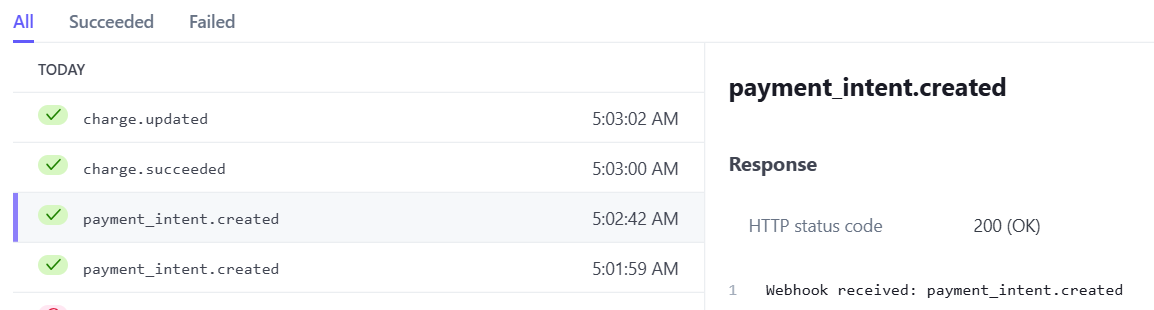 All Succeeded Failed
TODAY
charge.updated 5:03:02 AM
charge.succeeded 5:03:00 AM
payment_intent.created 5:02:42 AM
payment_intent.created 5:01:59 AM
payment_intent.created
Response
HTTP status code 200 (OK)
1 Webhook received: payment_intent.created